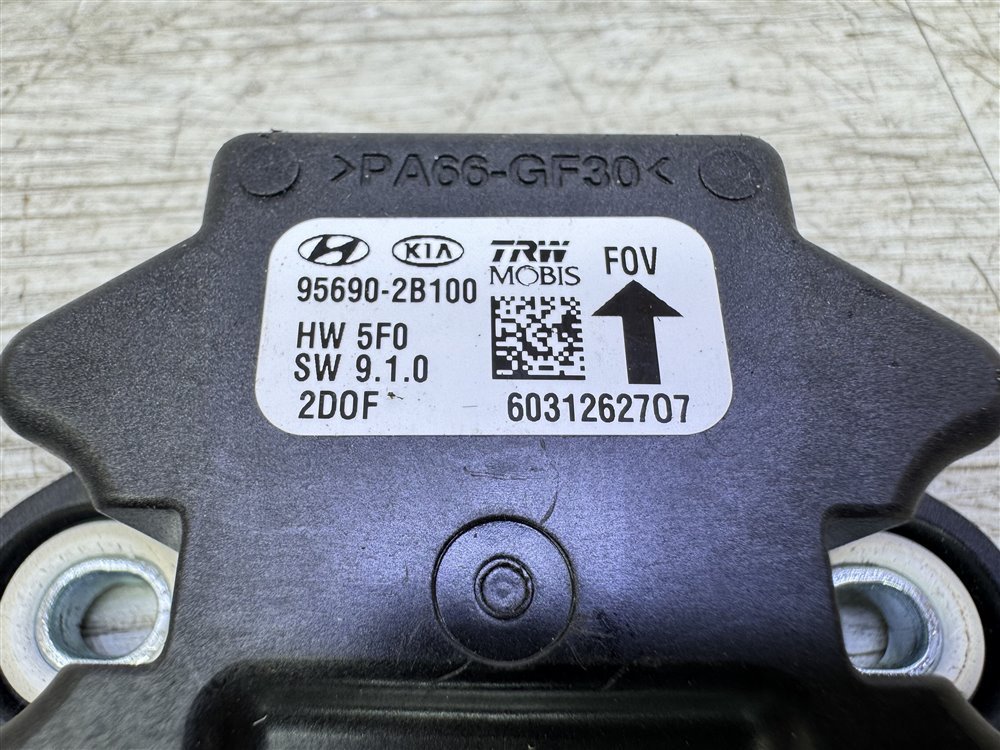 >PA66-GF30<
KIA TRW FOV
MOBIS
95690-2B100
HW 5F0
SW 9.1.0
2DOF 6031262707